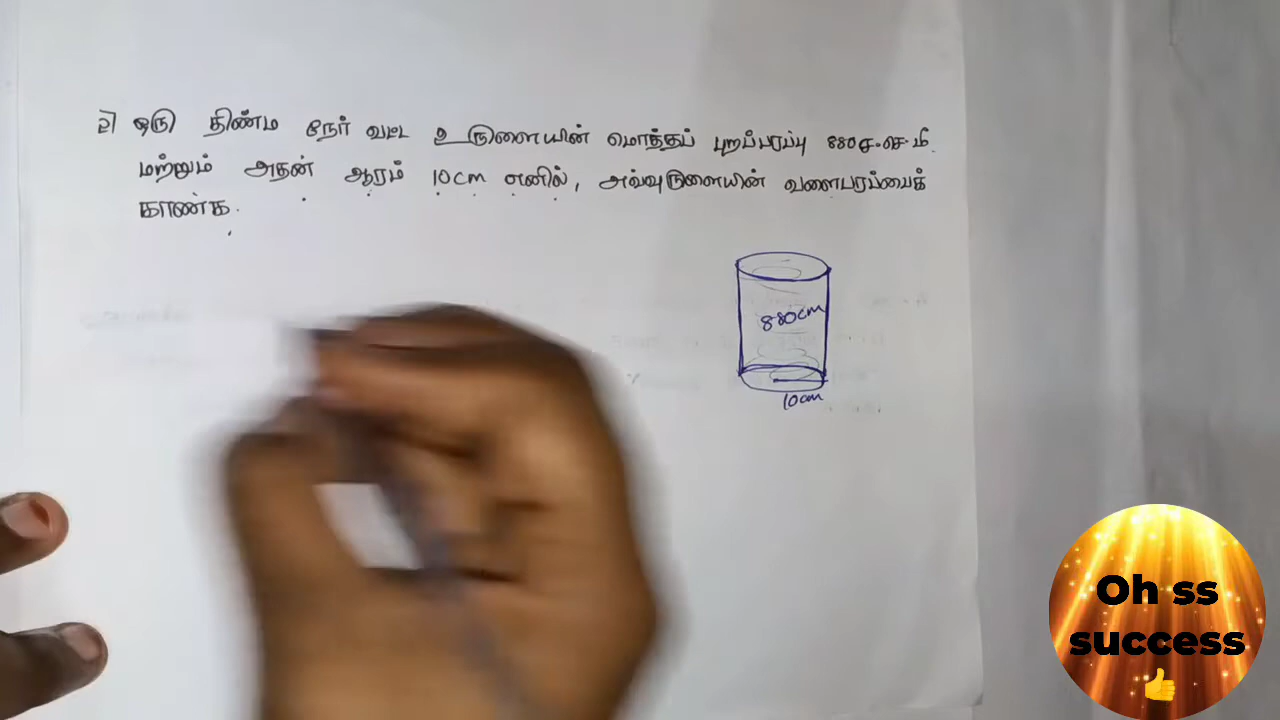 2) ஒரு திண்ம நேர் வட்ட உருளையின் மொத்தப் புறப்பரப்பு 880ச.செ.மீ
மற்றும் அதன் ஆரம் 10cm எனில், அவ்வுருளையின் வளைபரப்பைக்
காண்க.
880cm
10cm
Oh ss
success